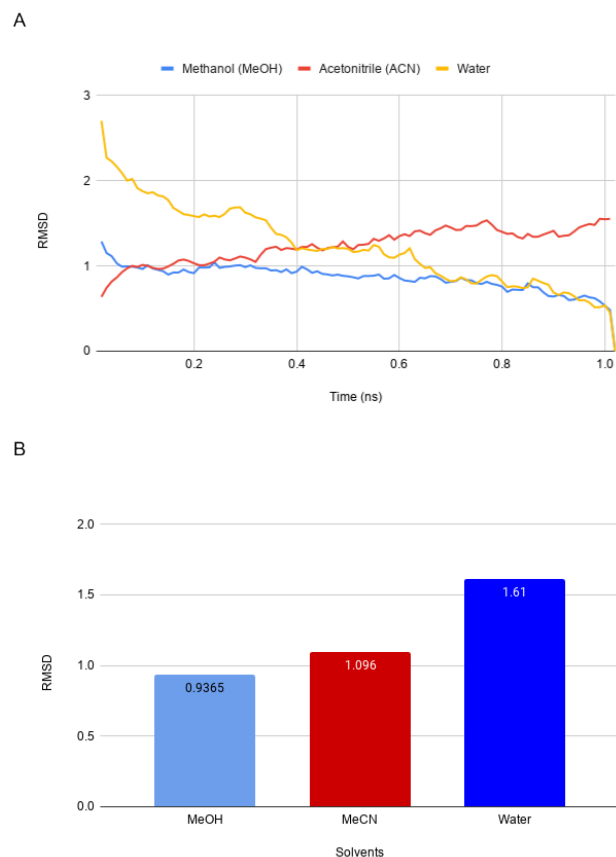 A
Methanol (MeOH) Acetonitrile (ACN) Water
3
2
1
0
RMSD
0.2 0.4 0.6 0.8 1.0
Time (ns)
B
2.0
1.5
1.0
0.5
0.0
RMSD
0.9365
1.096
1.61
MeOH MeCN Water
Solvents